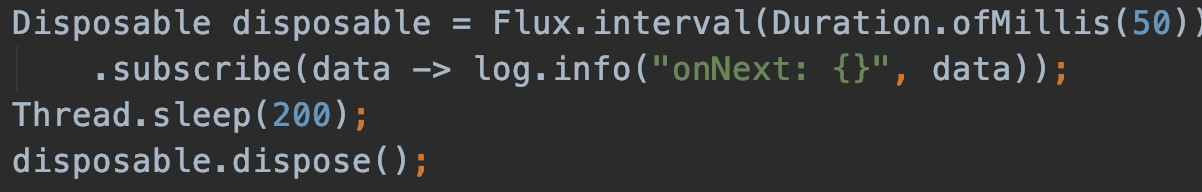 Disposable disposable = Flux.interval(Duration.ofMillis(50))
.subscribe(data -> log.info("onNext: {}", data));
Thread.sleep(200);
disposable.dispose();